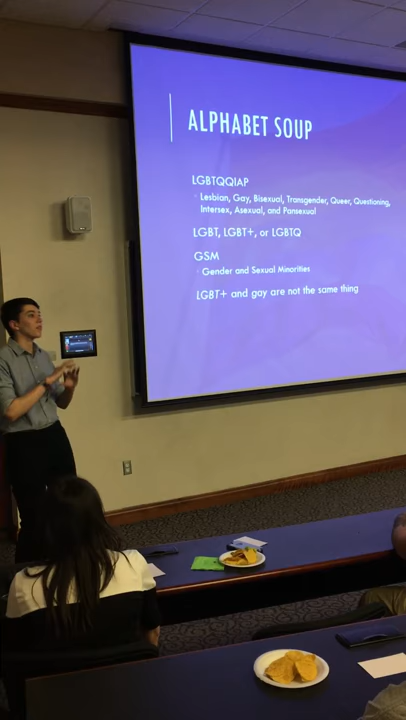 ALPHABET SOUP
LGBTQQIAP
Lesbian, Gay, Bisexual, Transgender, Queer, Questioning,
Intersex, Asexual, and Pansexual
LGBT, LGBT+, or LGBTQ
GSM
Gender and Sexual Minorities
LGBT+ and gay are not the same thing